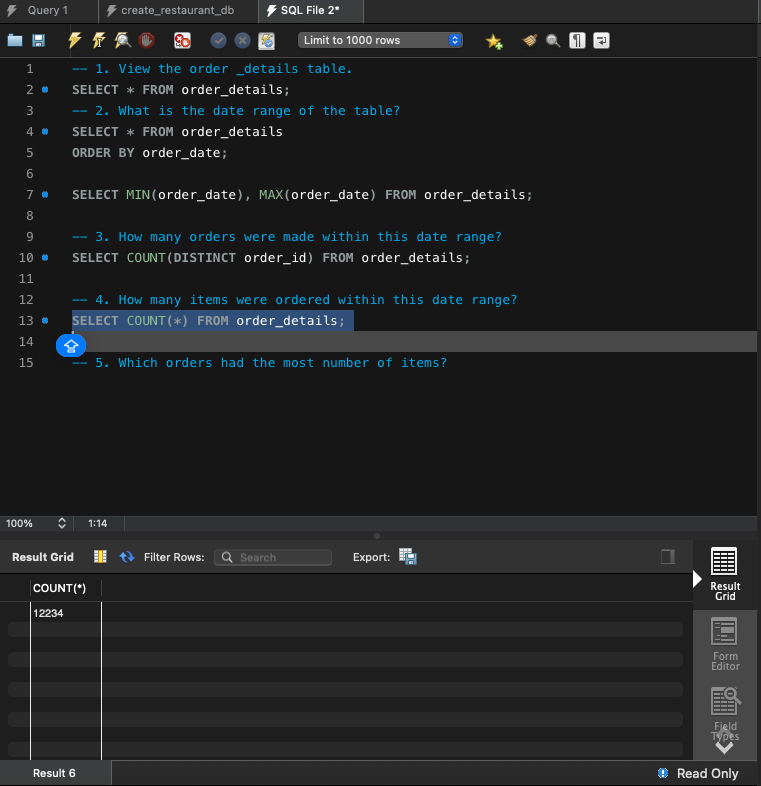 Query 1
create_restaurant_db
SQL File 2*
Limit to 1000 rows
1 -- 1. View the order _details table.
2 SELECT * FROM order_details;
3 -- 2. What is the date range of the table?
4 SELECT * FROM order_details
5 ORDER BY order_date;
6
7 SELECT MIN(order_date), MAX(order_date) FROM order_details;
8
9 -- 3. How many orders were made within this date range?
10 SELECT COUNT(DISTINCT order_id) FROM order_details;
11
12 -- 4. How many items were ordered within this date range?
13 SELECT COUNT(*) FROM order_details;
14
15 -- 5. Which orders had the most number of items?
100% 1:14
Result Grid Filter Rows: Search Export:
COUNT(*)
12234
Result
Grid
Form
Editor
Field
Types
Result 6
Read Only